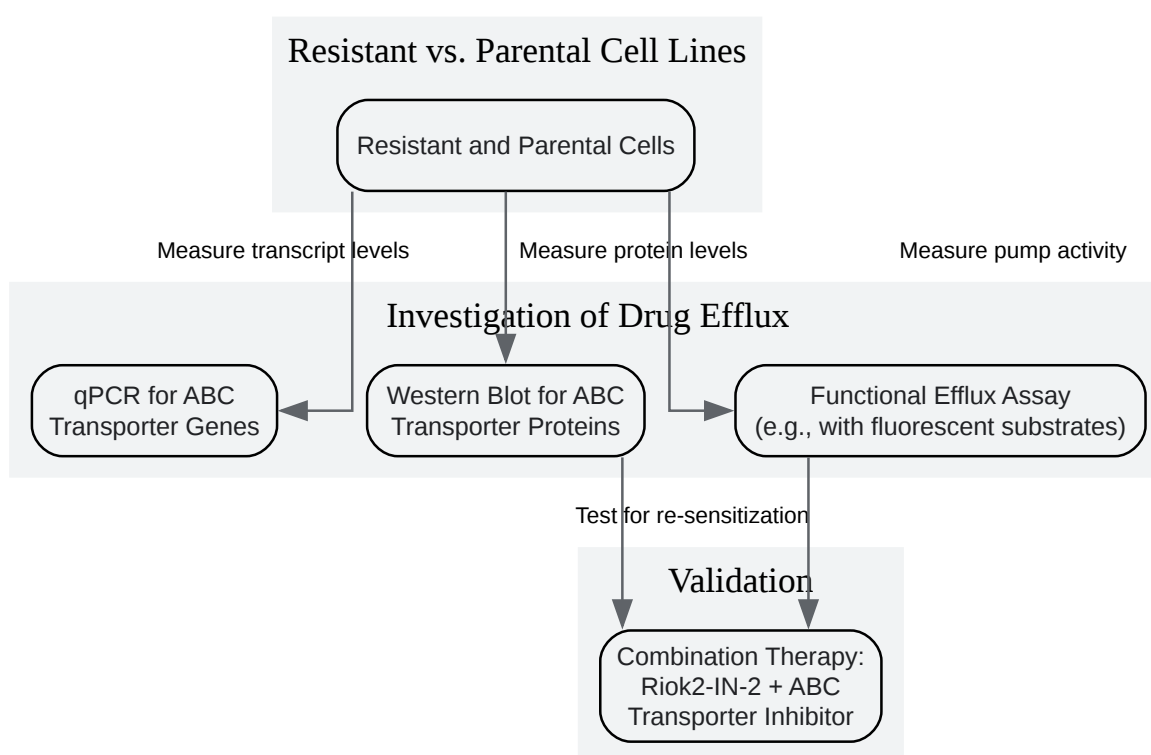 Resistant vs. Parental Cell Lines
Resistant and Parental Cells
Measure transcript levels
Measure protein levels
Measure pump activity
Investigation of Drug Efflux
qPCR for ABC
Transporter Genes
Western Blot for ABC
Transporter Proteins
Functional Efflux Assay
(e.g., with fluorescent substrates)
Test for re-sensitization
Validation
Combination Therapy:
Riok2-IN-2 + ABC
Transporter Inhibitor